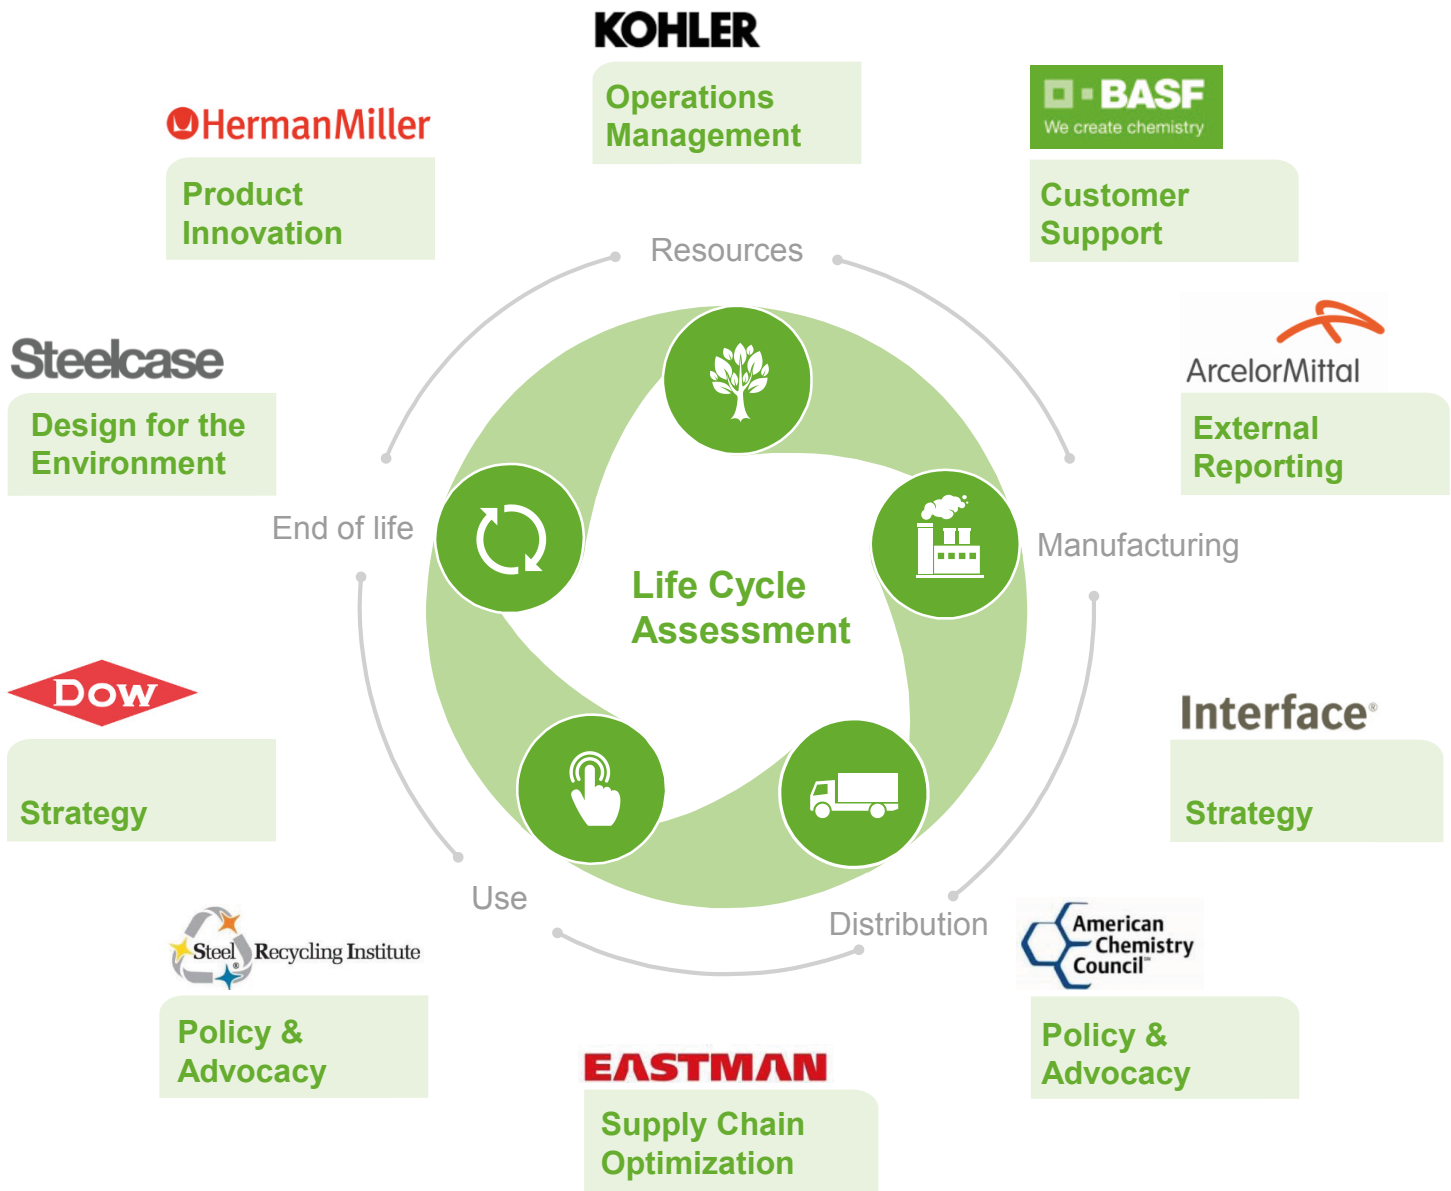 KOHLER
Operations
Management
BASF
We create chemistry
Customer
Support
HermanMiller
Product
Innovation
Resources
ArcelorMittal
External
Reporting
Steelcase
Design for the
Environment
End of life
Manufacturing
Life Cycle
Assessment
Dow
Strategy
Interface®
Strategy
Use
Distribution
Steel® Recycling Institute
Policy &
Advocacy
American
Chemistry
Council℠
Policy &
Advocacy
EASTMAN
Supply Chain
Optimization